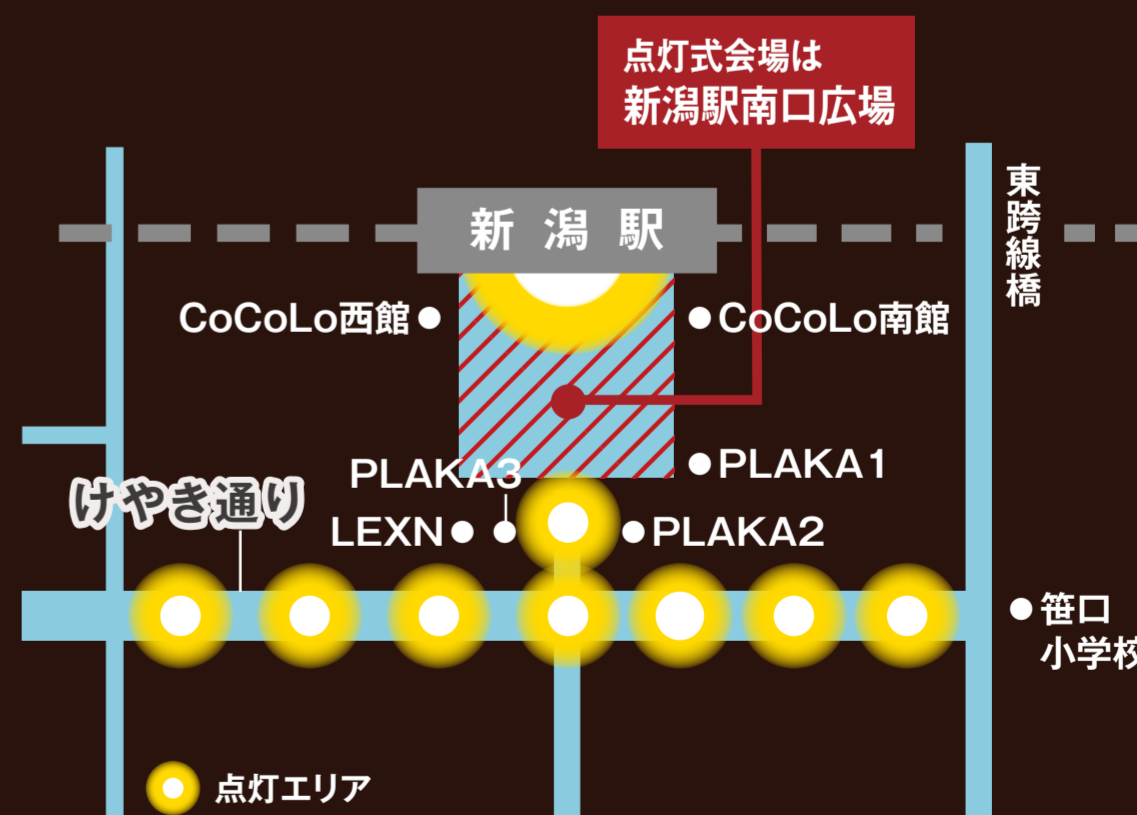 点灯式会場は
新潟駅南口広場
東跨線橋
新潟駅
CoCoLo西館
CoCoLo南館
PLAKA3
PLAKA1
けやき通り
LEXN
PLAKA2
笹口
小学校
点灯エリア